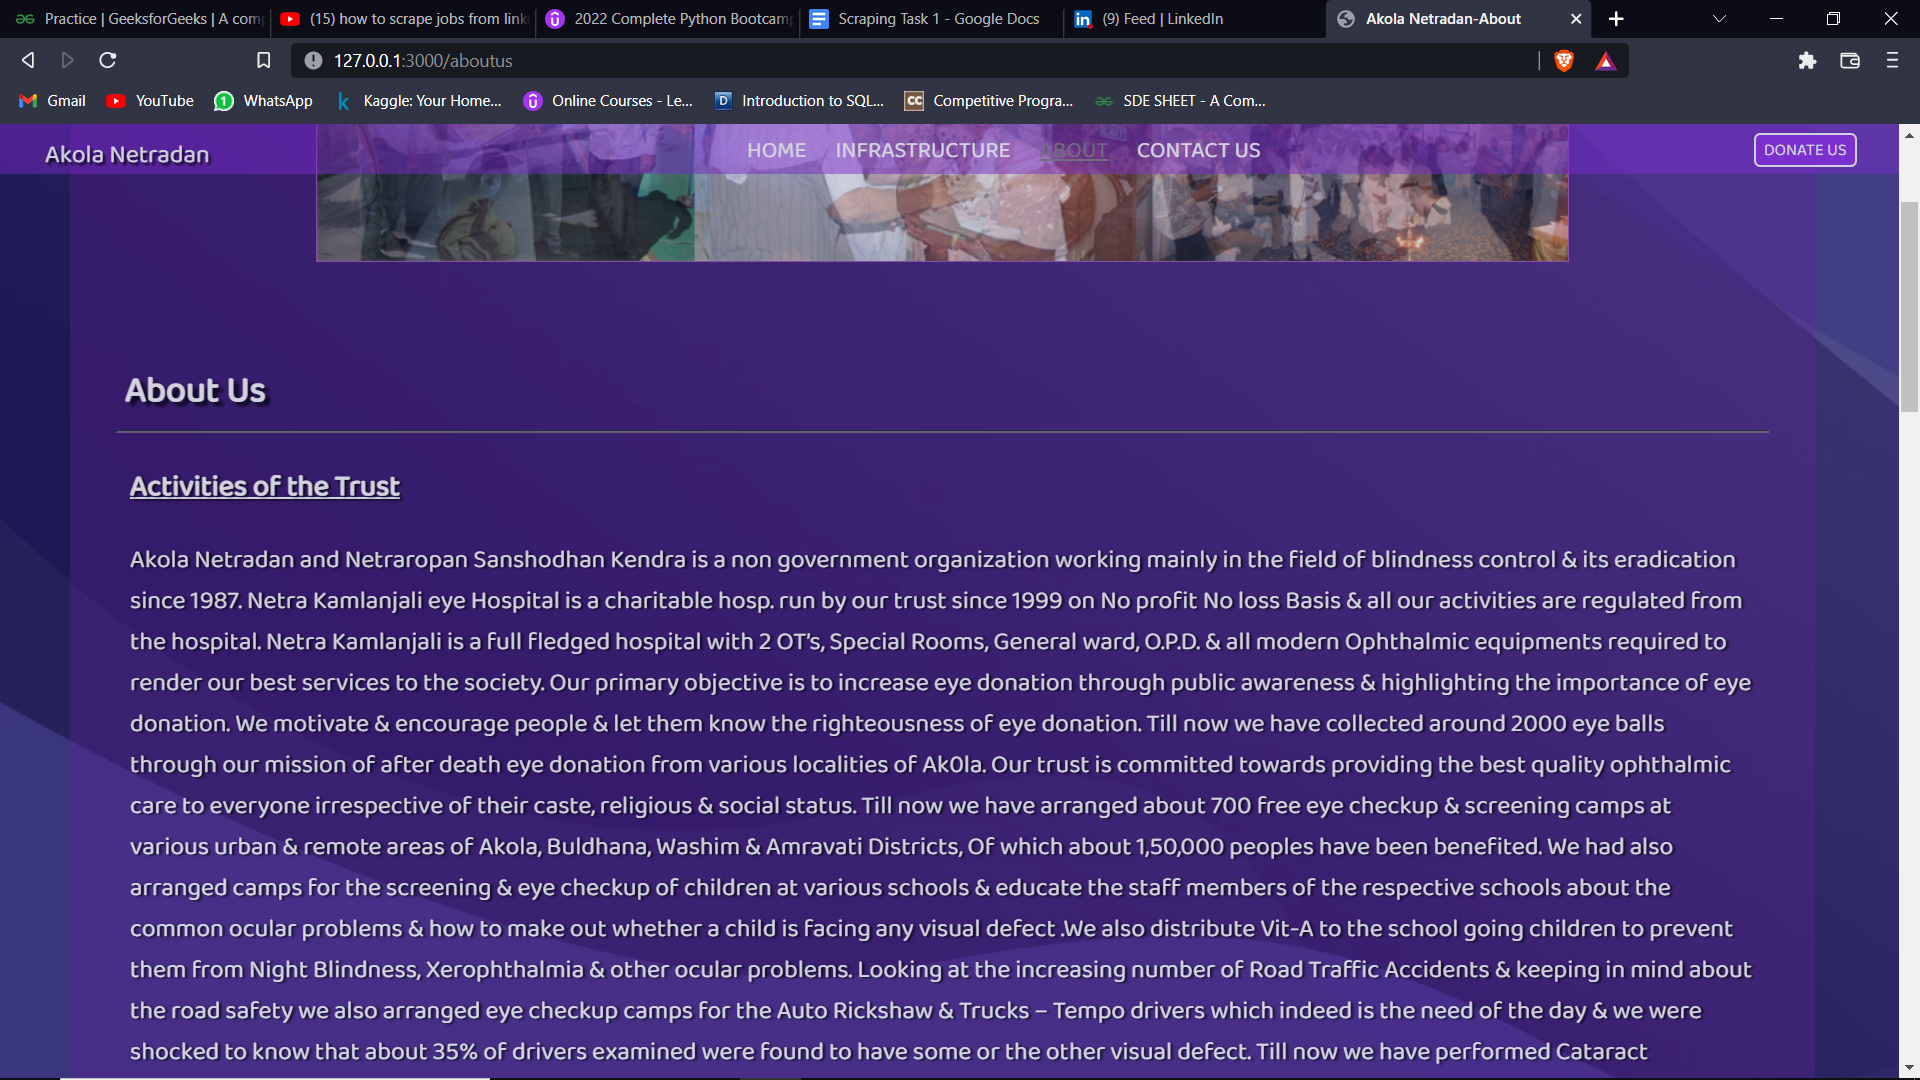 Practice | GeeksforGeeks | A com
(15) how to scrape jobs from link
2022 Complete Python Bootcamp
Scraping Task 1 - Google Docs
(9) Feed | LinkedIn
Akola Netradan-About
127.0.0.1:3000/aboutus
Gmail
YouTube
WhatsApp
Kaggle: Your Home...
Online Courses - Le...
Introduction to SQL...
Competitive Progra...
SDE SHEET - A Com...
Akola Netradan
HOME
INFRASTRUCTURE
ABOUT
CONTACT US
DONATE US
About Us
Activities of the Trust
Akola Netradan and Netraropan Sanshodhan Kendra is a non government organization working mainly in the field of blindness control & its eradication
since 1987. Netra Kamlanjali eye Hospital is a charitable hosp. run by our trust since 1999 on No profit No loss Basis & all our activities are regulated from
the hospital. Netra Kamlanjali is a full fledged hospital with 2 OT's, Special Rooms, General ward, O.P.D. & all modern Ophthalmic equipments required to
render our best services to the society. Our primary objective is to increase eye donation through public awareness & highlighting the importance of eye
donation. We motivate & encourage people & let them know the righteousness of eye donation. Till now we have collected around 2000 eye balls
through our mission of after death eye donation from various localities of Ak0la. Our trust is committed towards providing the best quality ophthalmic
care to everyone irrespective of their caste, religious & social status. Till now we have arranged about 700 free eye checkup & screening camps at
various urban & remote areas of Akola, Buldhana, Washim & Amravati Districts, Of which about 1,50,000 peoples have been benefited. We had also
arranged camps for the screening & eye checkup of children at various schools & educate the staff members of the respective schools about the
common ocular problems & how to make out whether a child is facing any visual defect .We also distribute Vit-A to the school going children to prevent
them from Night Blindness, Xerophthalmia & other ocular problems. Looking at the increasing number of Road Traffic Accidents & keeping in mind about
the road safety we also arranged eye checkup camps for the Auto Rickshaw & Trucks – Tempo drivers which indeed is the need of the day & we were
shocked to know that about 35% of drivers examined were found to have some or the other visual defect. Till now we have performed Cataract